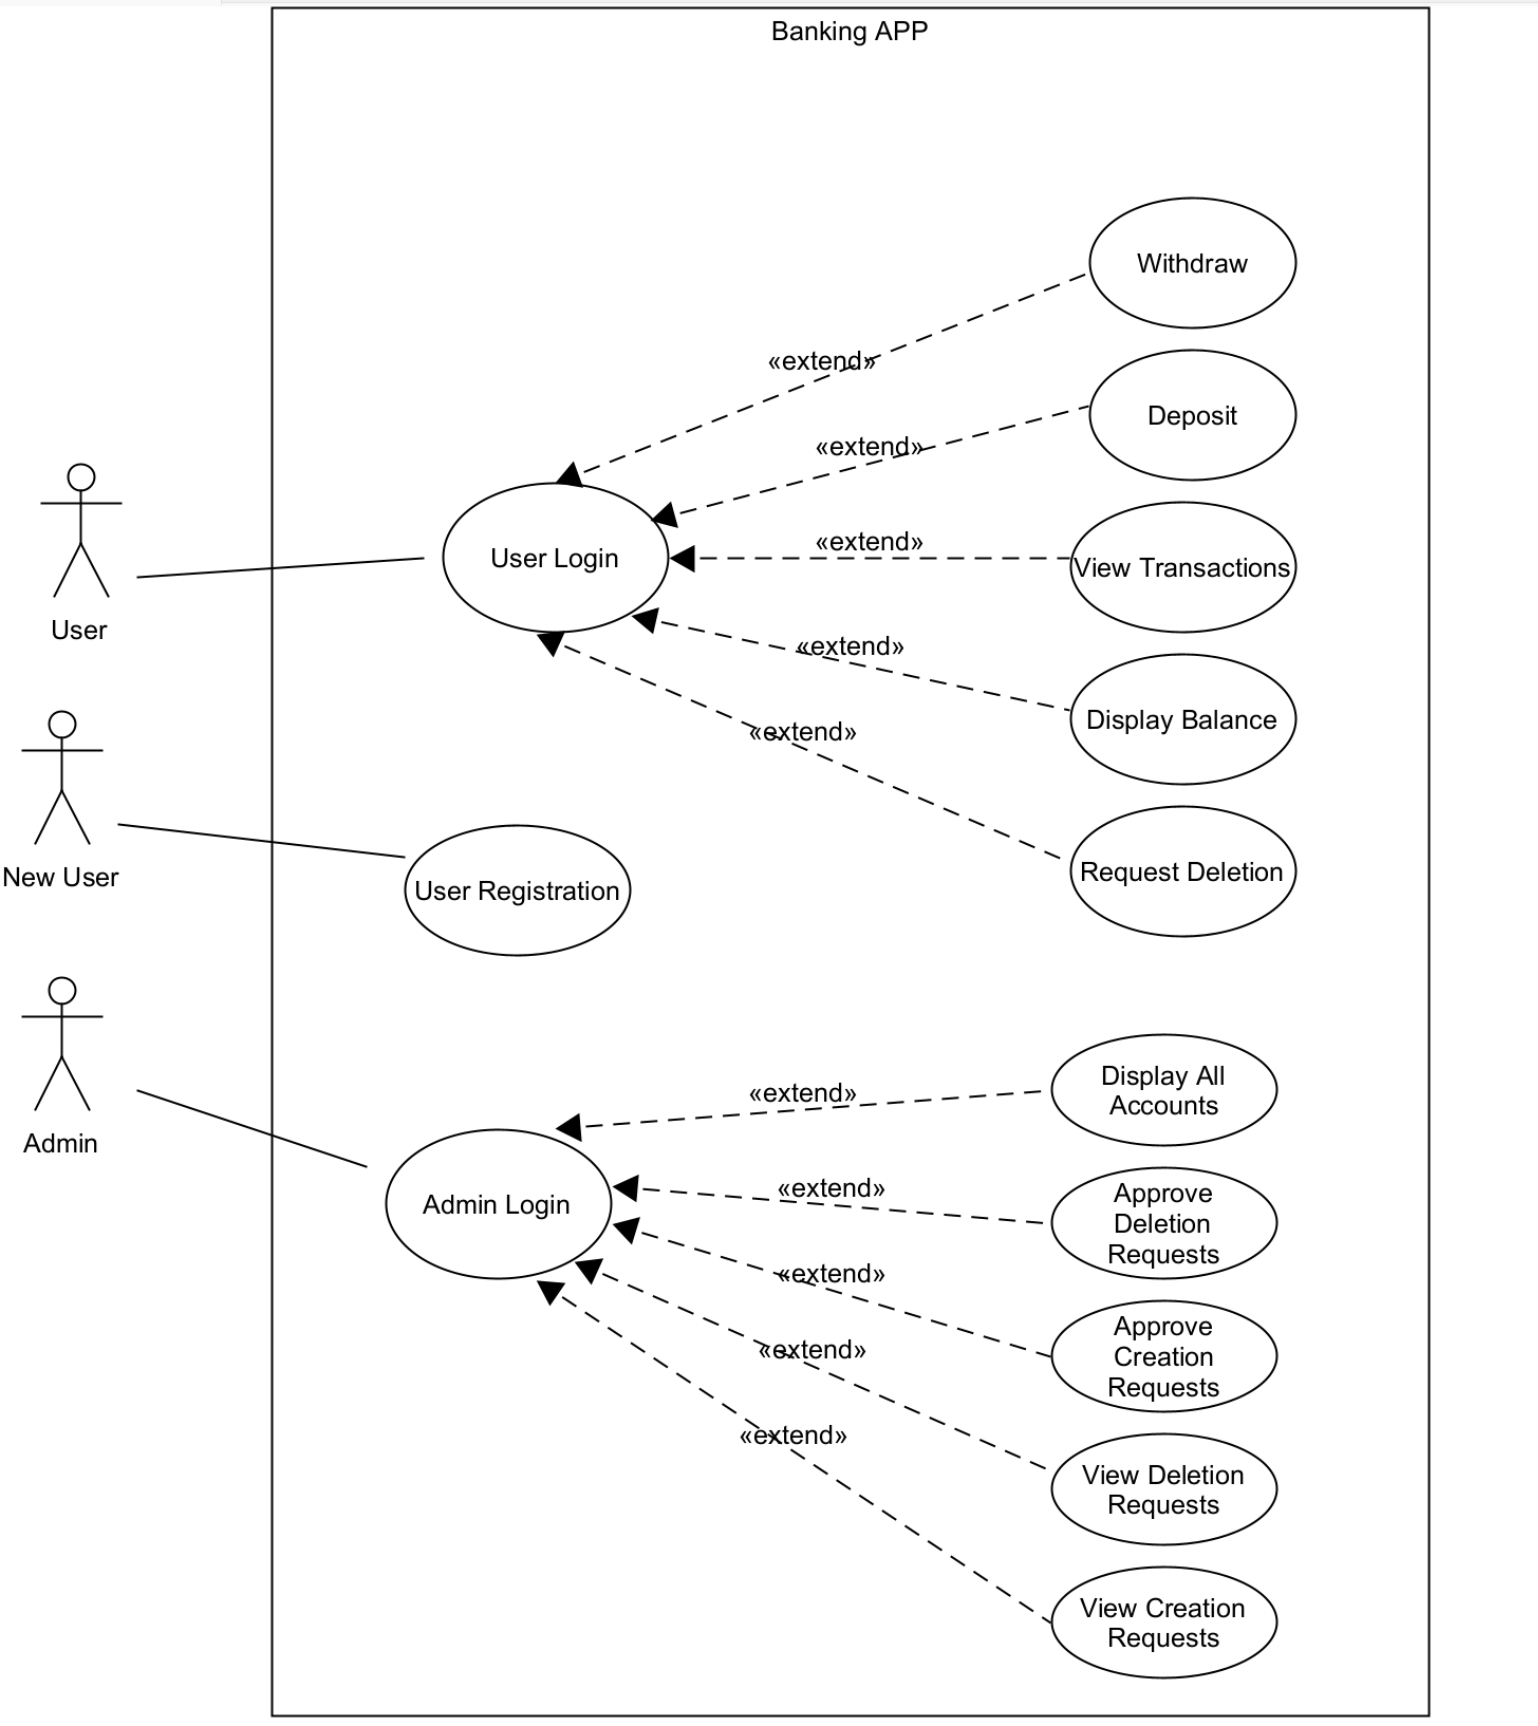 Banking APP
Withdraw
«extend»
Deposit
«extend»
User Login
«extend»
View Transactions
User
«extend»
Display Balance
«extend»
Request Deletion
New User
User Registration
Display All
Accounts
«extend»
Admin
Admin Login
«extend»
Approve
Deletion
Requests
«extend»
Approve
Creation
Requests
«extend»
View Deletion
Requests
«extend»
View Creation
Requests